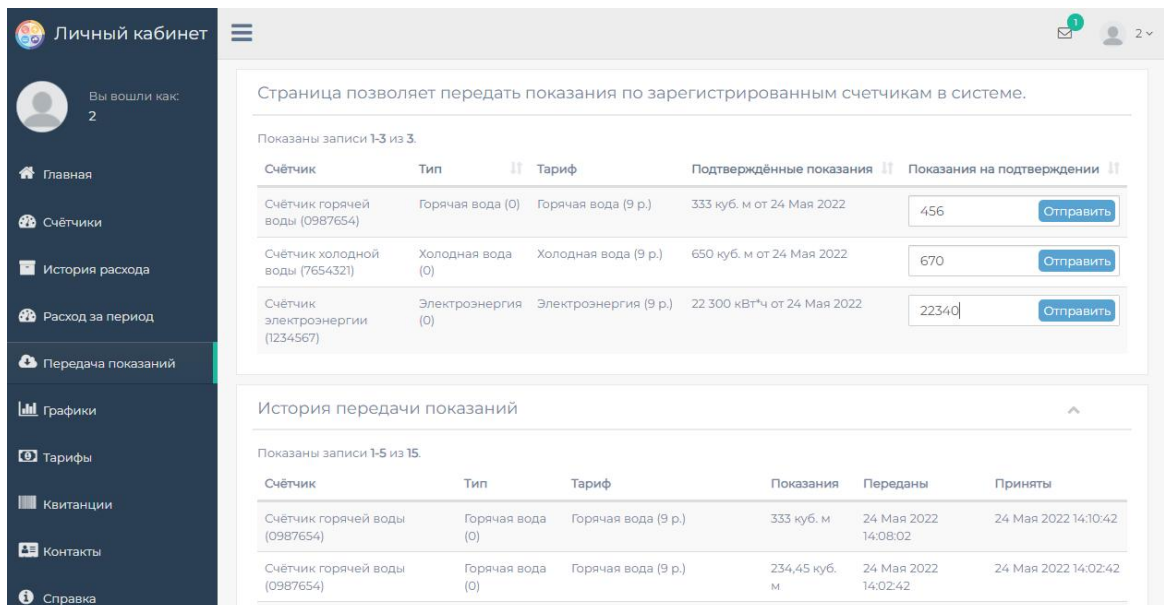 Личный кабинет
1
2
Вы вошли как:
2
Главная
Счётчики
История расхода
Расход за период
Передача показаний
Графики
Тарифы
Квитанции
Контакты
Справка
Страница позволяет передать показания по зарегистрированным счетчикам в системе.
Показаны записи 1-3 из 3.
Счётчик Тип Тариф Подтверждённые показания Показания на подтверждении
Счётчик горячей Горячая вода (0) Горячая вода (9 р.) 333 куб. м от 24 Мая 2022 456 Отправить
воды (0987654)
Счётчик холодной Холодная вода Холодная вода (9 р.) 650 куб. м от 24 Мая 2022 670 Отправить
воды (7654321) (0)
Счётчик Электроэнергия Электроэнергия (9 р.) 22 300 кВт*ч от 24 Мая 2022 22340 Отправить
электроэнергии (0)
(1234567)
История передачи показаний
Показаны записи 1-5 из 15.
Счётчик Тип Тариф Показания Переданы Приняты
Счётчик горячей воды Горячая вода Горячая вода (9 р.) 333 куб. м 24 Мая 2022 24 Мая 2022 14:10:42
(0987654) (0) 14:08:02
Счётчик горячей воды Горячая вода Горячая вода (9 р.) 234,45 куб. 24 Мая 2022 24 Мая 2022 14:02:42
(0987654) (0) м 14:02:42